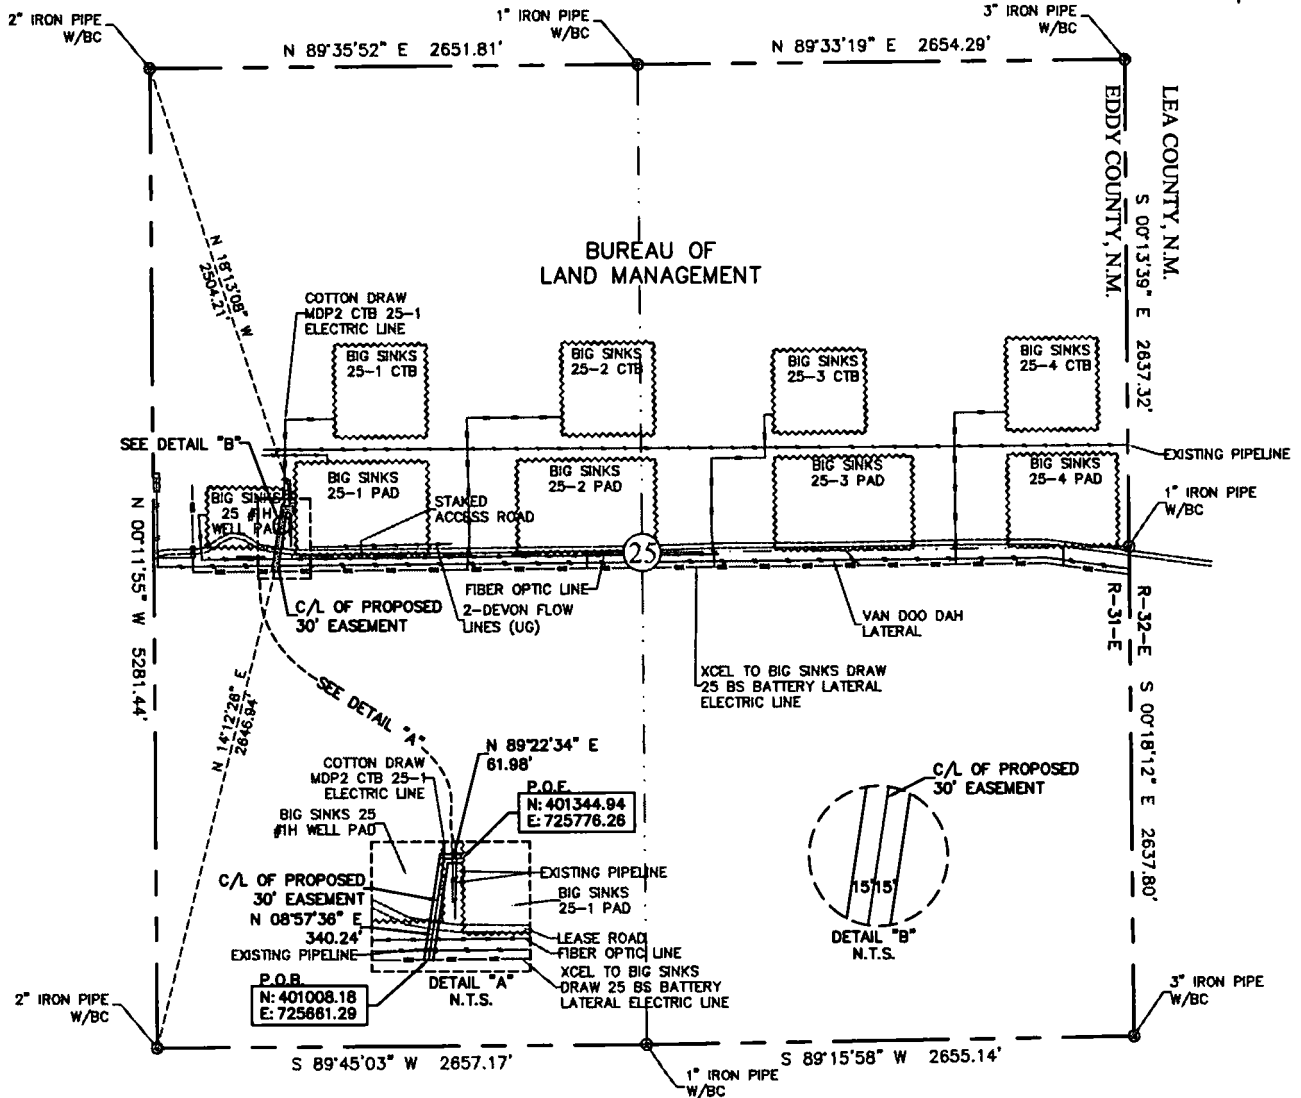 2" IRON PIPE
W/BC
1" IRON PIPE
W/BC
3" IRON PIPE
W/BC
N 89°35'52" E 2651.81'
N 89°33'19" E 2654.29'
LEA COUNTY, N.M.
EDDY COUNTY, N.M.
S 00°13'39" E 2637.32'
N 18°13'08" W
2504.21'
BUREAU OF
LAND MANAGEMENT
COTTON DRAW
MDP2 CTB 25-1
ELECTRIC LINE
BIG SINKS
25-1 CTB
BIG SINKS
25-2 CTB
BIG SINKS
25-3 CTB
BIG SINKS
25-4 CTB
SEE DETAIL "B"
EXISTING PIPELINE
BIG SINKS
25 #1H
WELL PAD
BIG SINKS
25-1 PAD
BIG SINKS
25-2 PAD
BIG SINKS
25-3 PAD
BIG SINKS
25-4 PAD
STAKED
ACCESS ROAD
1" IRON PIPE
W/BC
25
N 00°11'55" W 5281.44'
FIBER OPTIC LINE
C/L OF PROPOSED
30' EASEMENT
2-DEVON FLOW
LINES (UG)
VAN DOO DAH
LATERAL
R-32-E
R-31-E
XCEL TO BIG SINKS DRAW
25 BS BATTERY LATERAL
ELECTRIC LINE
N 14°12'28" E
2646.94'
SEE DETAIL "A"
S 00°18'12" E 2637.80'
N 89°22'34" E
61.98'
COTTON DRAW
MDP2 CTB 25-1
ELECTRIC LINE
P.O.E.
N: 401344.94
E: 725776.26
BIG SINKS 25
#1H WELL PAD
C/L OF PROPOSED
30' EASEMENT
N 08°57'36" E
340.24'
EXISTING PIPELINE
EXISTING PIPELINE
BIG SINKS
25-1 PAD
LEASE ROAD
FIBER OPTIC LINE
XCEL TO BIG SINKS
DRAW 25 BS BATTERY
LATERAL ELECTRIC LINE
P.O.B.
N: 401008.18
E: 725661.29
DETAIL "A"
N.T.S.
C/L OF PROPOSED
30' EASEMENT
15' 15'
DETAIL "B"
N.T.S.
2" IRON PIPE
W/BC
3" IRON PIPE
W/BC
S 89°45'03" W 2657.17'
S 89°15'58" W 2655.14'
1" IRON PIPE
W/BC